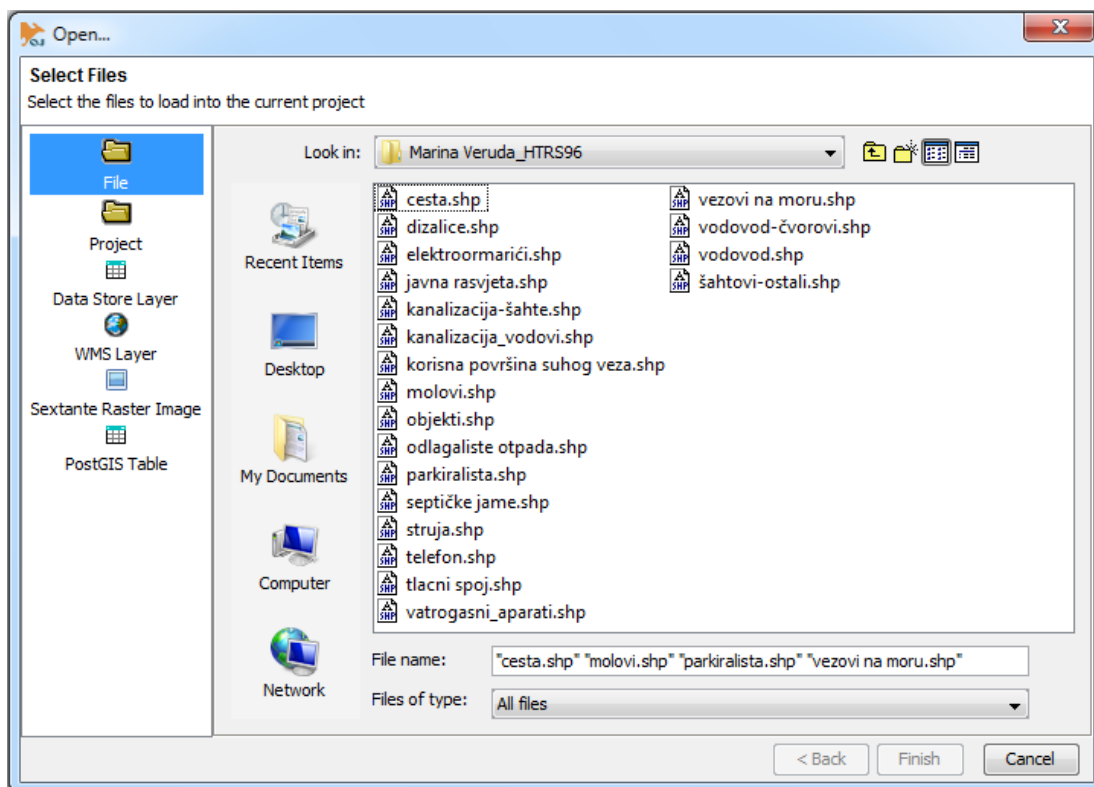 Open...
Select Files
Select the files to load into the current project
File
Project
Data Store Layer
WMS Layer
Sextante Raster Image
PostGIS Table
Look in:
Marina Veruda_HTRS96
Recent Items
Desktop
My Documents
Computer
Network
cesta.shp
dizalice.shp
elektroormarići.shp
javna rasvjeta.shp
kanalizacija-šahte.shp
kanalizacija_vodovi.shp
korisna površina suhog veza.shp
molovi.shp
objekti.shp
odlagaliste otpada.shp
parkiralista.shp
septičke jame.shp
struja.shp
telefon.shp
tlacni spoj.shp
vatrogasni_aparati.shp
vezovi na moru.shp
vodovod-čvorovi.shp
vodovod.shp
šahtovi-ostali.shp
File name:
"cesta.shp" "molovi.shp" "parkiralista.shp" "vezovi na moru.shp"
Files of type:
All files
< Back
Finish
Cancel